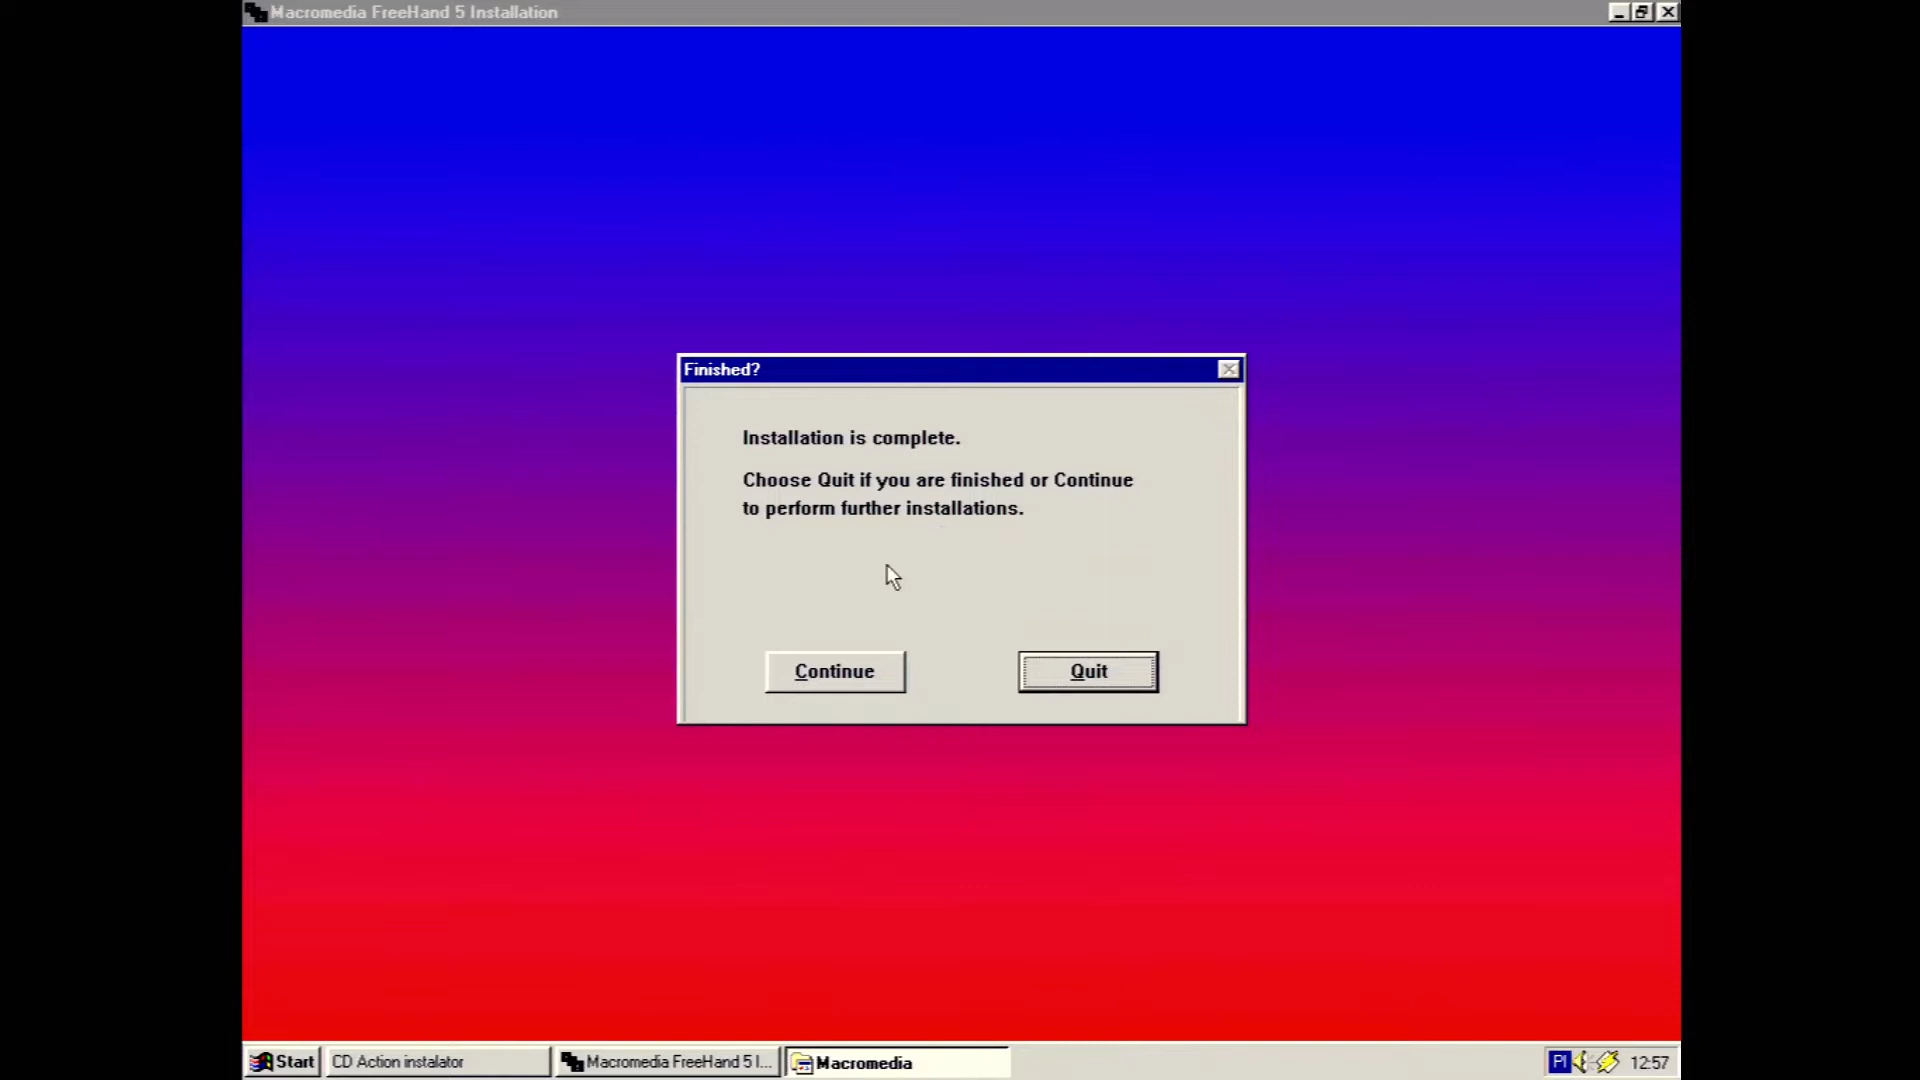 Macromedia FreeHand 5 Installation
Finished?
Installation is complete.
Choose Quit if you are finished or Continue
to perform further installations.
Continue
Quit
Start
CD Action instalator
Macromedia FreeHand 5 I...
Macromedia
Pl
12:57